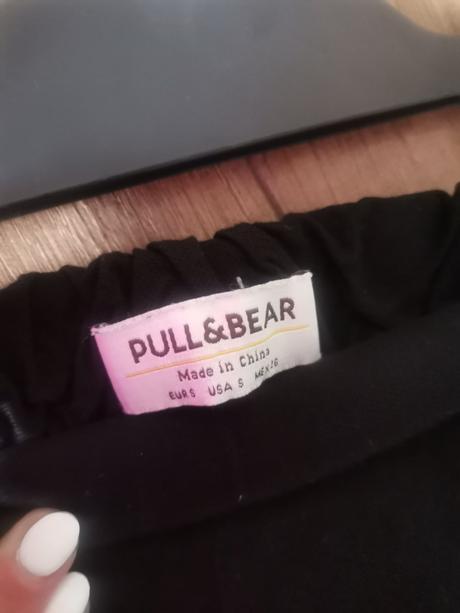 PULL&BEAR
Made in China
EUR S USA S MEX 26